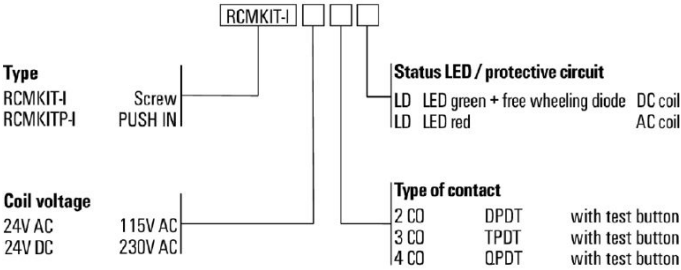 RCMKIT-I
Type
RCMKIT-I Screw
RCMKITP-I PUSH IN
Status LED / protective circuit
LD LED green + free wheeling diode DC coil
LD LED red AC coil
Coil voltage
24V AC 115V AC
24V DC 230V AC
Type of contact
2 CO DPDT with test button
3 CO TPDT with test button
4 CO QPDT with test button